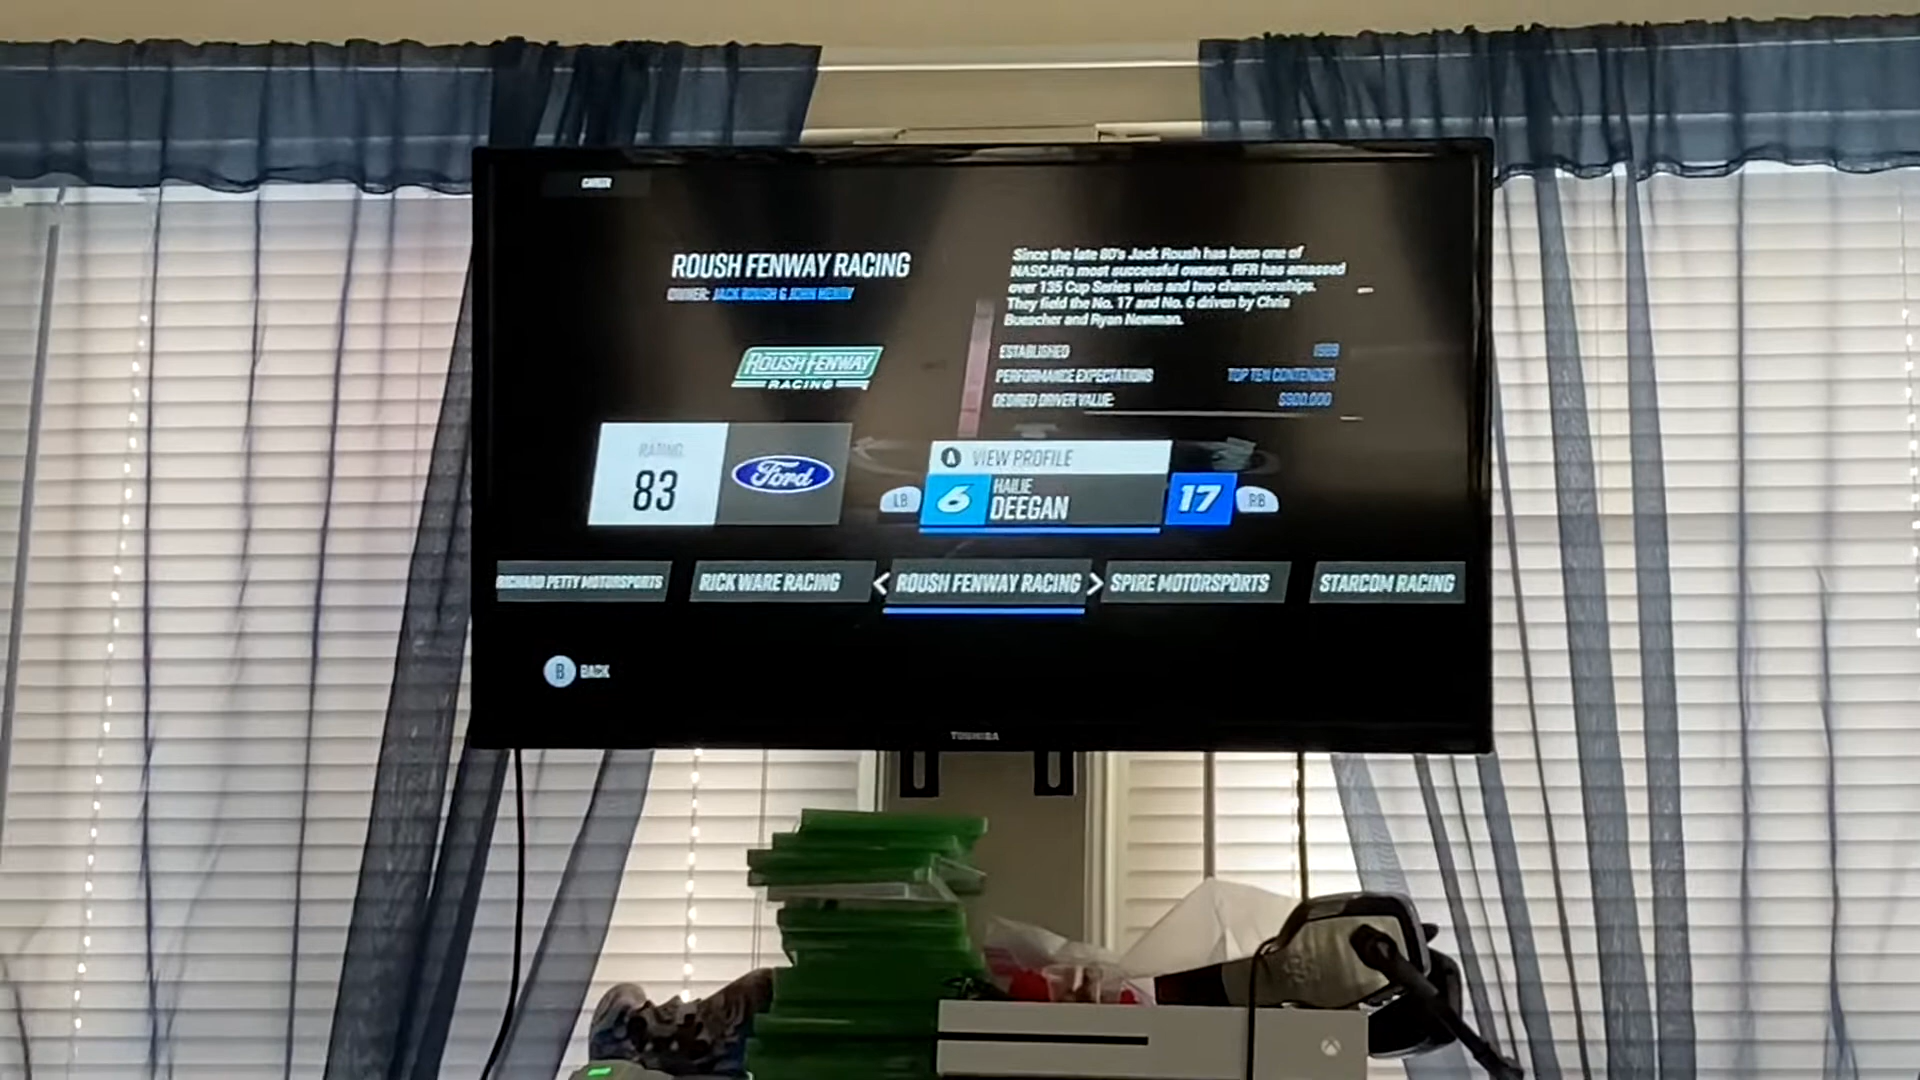 CAREER
ROUSH FENWAY RACING
OWNER: JACK ROUSH & JOHN HENRY
Since the late 80's Jack Roush has been one of
NASCAR's most successful owners. RFR has amassed
over 135 Cup Series wins and two championships.
They field the No. 17 and No. 6 driven by Chris
Buescher and Ryan Newman.
ROUSH FENWAY
RACING
ESTABLISHED 1988
PERFORMANCE EXPECTATIONS TOP TEN CONTENDER
DESIRED DRIVER VALUE: $900,000
RATING
83
Ford
A VIEW PROFILE
LB 6 HAILIE
DEEGAN
17 RB
RICHARD PETTY MOTORSPORTS
RICK WARE RACING
< ROUSH FENWAY RACING >
SPIRE MOTORSPORTS
STARCOM RACING
B BACK
TOSHIBA